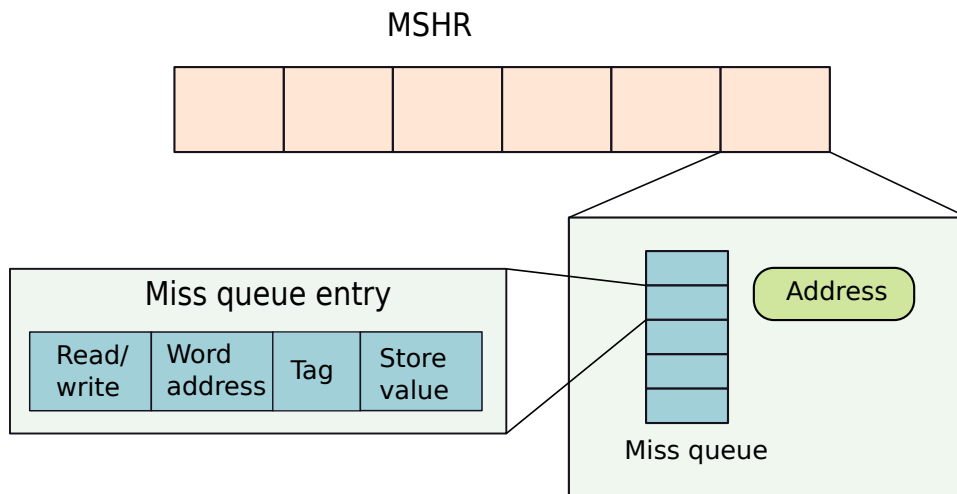 MSHR
Miss queue entry
Read/
write
Word
address
Tag
Store
value
Address
Miss queue